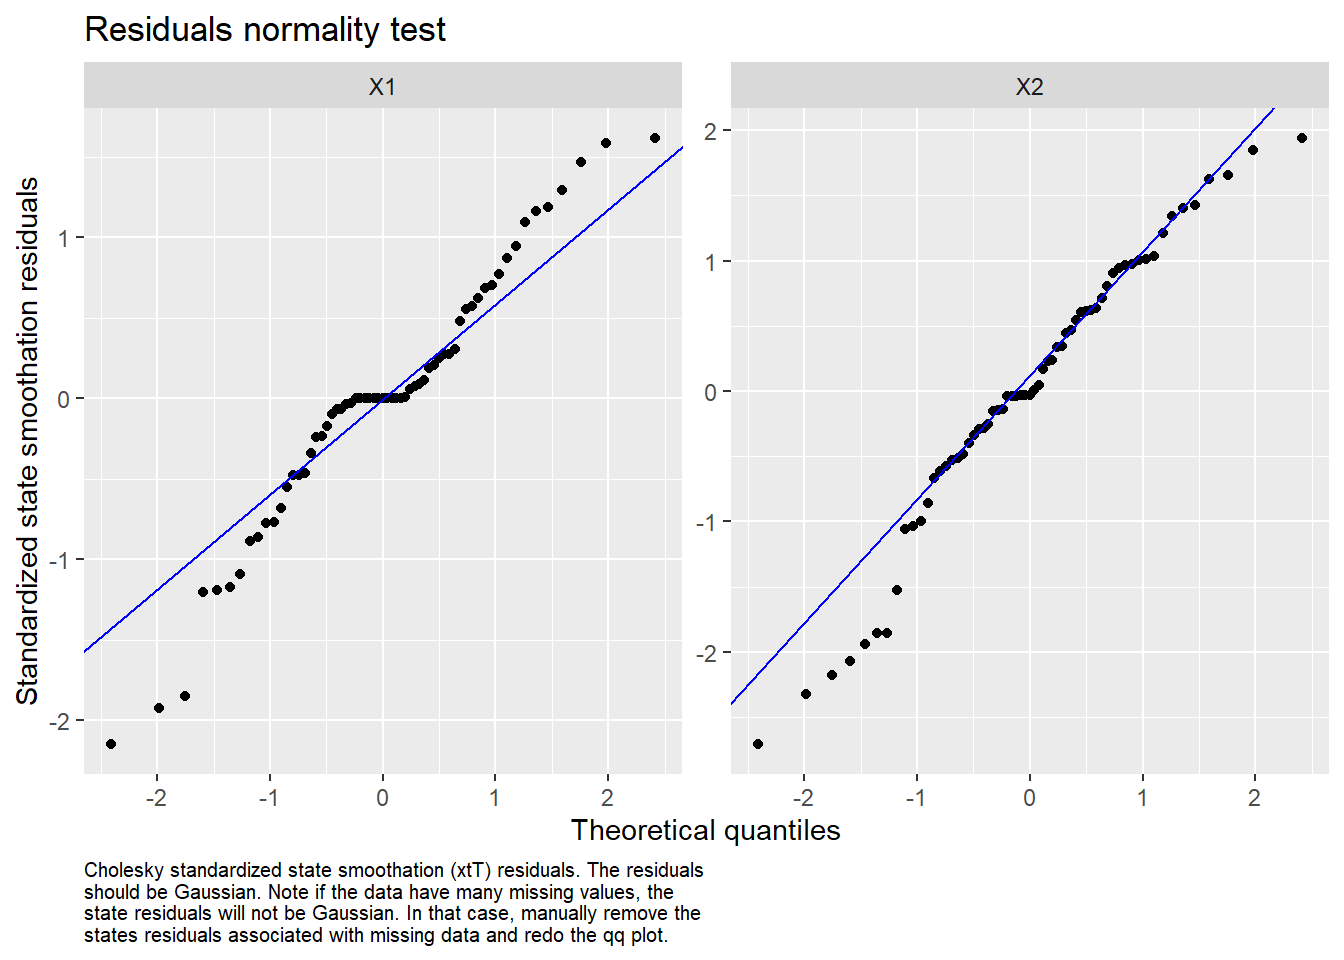 Residuals normality test
X1
X2
Standardized state smoothation residuals
1
0
-1
-2
2
1
0
-1
-2
-2 -1 0 1 2
-2 -1 0 1 2
Theoretical quantiles
Cholesky standardized state smoothation (xtT) residuals. The residuals
should be Gaussian. Note if the data have many missing values, the
state residuals will not be Gaussian. In that case, manually remove the
states residuals associated with missing data and redo the qq plot.